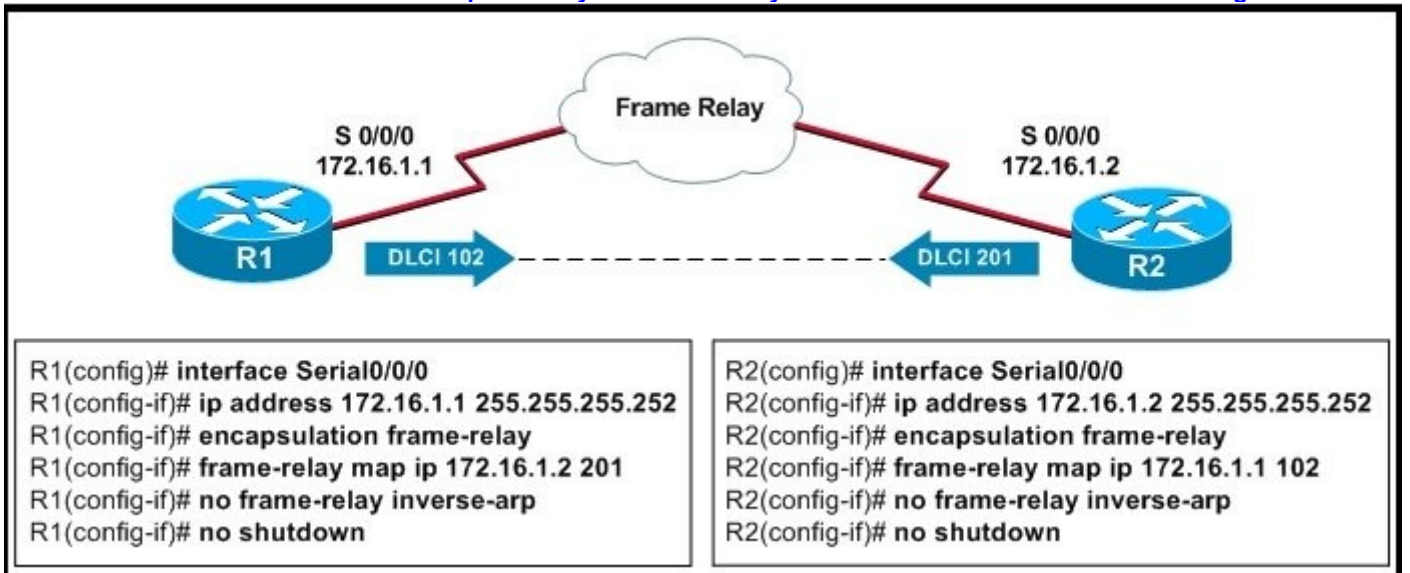 Frame Relay
S 0/0/0
172.16.1.1
S 0/0/0
172.16.1.2
R1
DLCI 102
DLCI 201
R2
R1(config)# interface Serial0/0/0
R1(config-if)# ip address 172.16.1.1 255.255.255.252
R1(config-if)# encapsulation frame-relay
R1(config-if)# frame-relay map ip 172.16.1.2 201
R1(config-if)# no frame-relay inverse-arp
R1(config-if)# no shutdown
R2(config)# interface Serial0/0/0
R2(config-if)# ip address 172.16.1.2 255.255.255.252
R2(config-if)# encapsulation frame-relay
R2(config-if)# frame-relay map ip 172.16.1.1 102
R2(config-if)# no frame-relay inverse-arp
R2(config-if)# no shutdown